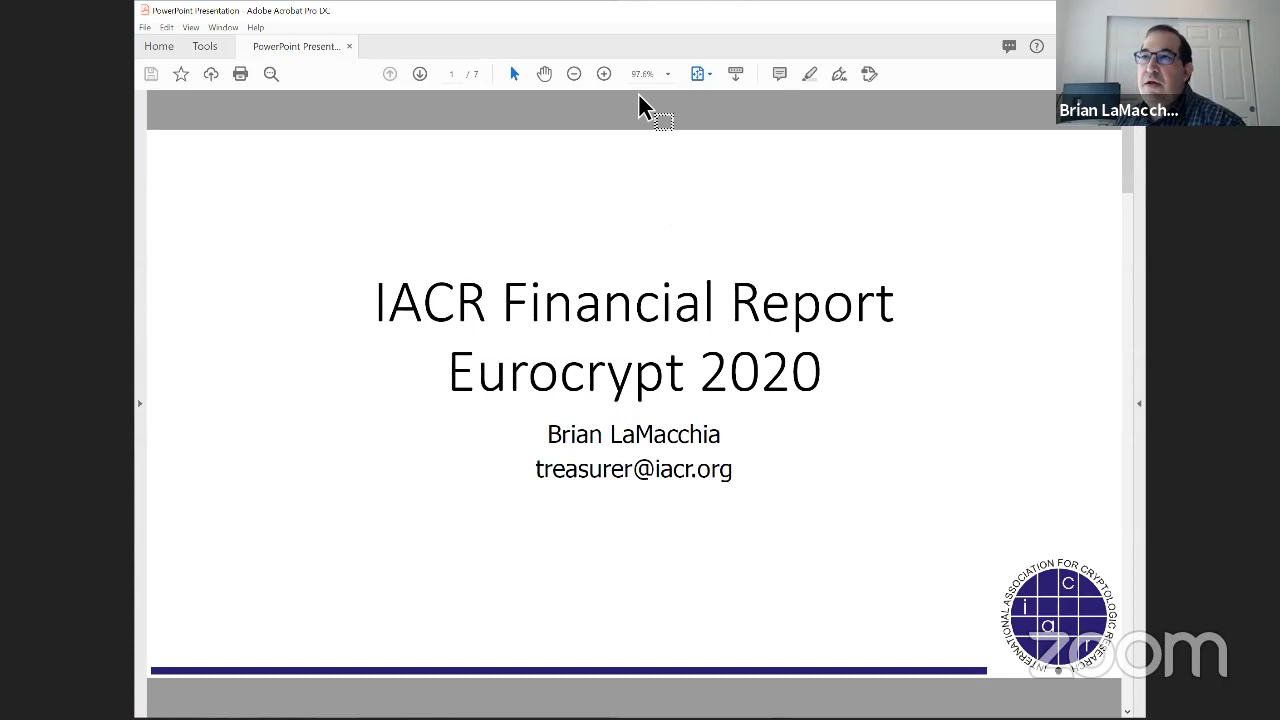 PowerPoint Presentation - Adobe Acrobat Pro DC
File Edit View Window Help
Home Tools PowerPoint Present... ×
1 / 7 97.6%
Brian LaMacch...
IACR Financial Report
Eurocrypt 2020
Brian LaMacchia
treasurer@iacr.org
INTERNATIONAL ASSOCIATION FOR CRYPTOLOGIC RESEARCH
i a c r
zoom